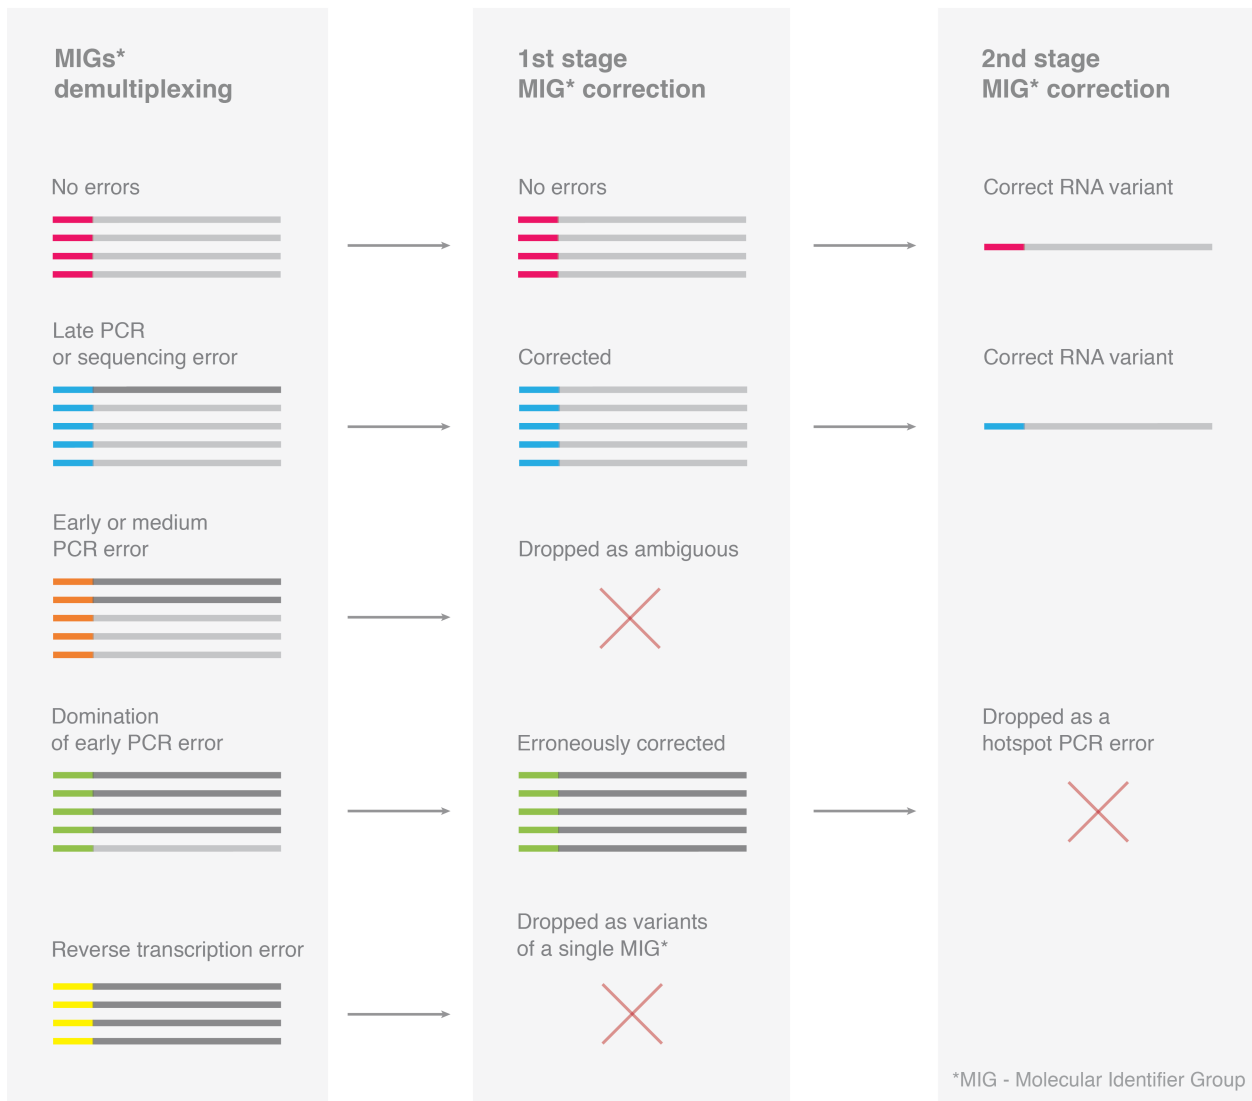 MIGs*
demultiplexing
1st stage
MIG* correction
2nd stage
MIG* correction
No errors
No errors
Correct RNA variant
Late PCR
or sequencing error
Corrected
Correct RNA variant
Early or medium
PCR error
Dropped as ambiguous
Domination
of early PCR error
Erroneously corrected
Dropped as a
hotspot PCR error
Reverse transcription error
Dropped as variants
of a single MIG*
*MIG - Molecular Identifier Group